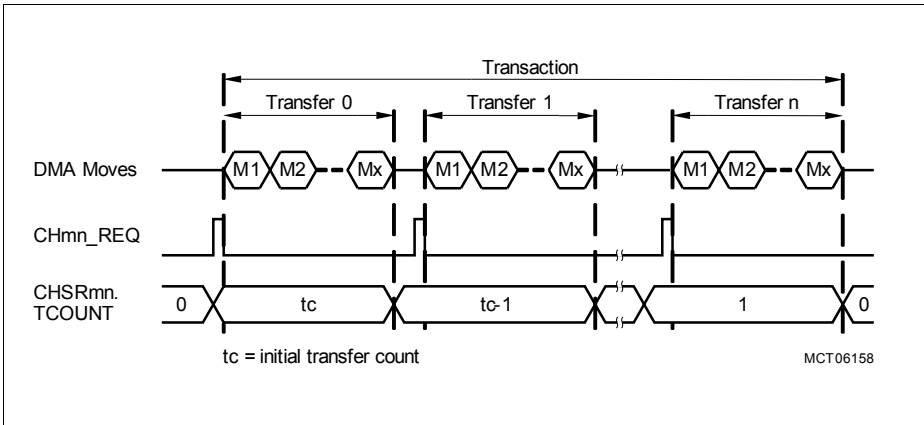 Transaction
Transfer 0 Transfer 1 Transfer n
DMA Moves M1 M2 Mx M1 M2 Mx M1 M2 Mx
CHmn_REQ
CHSRmn.
TCOUNT 0 tc tc-1 1 0
tc = initial transfer count
MCT06158